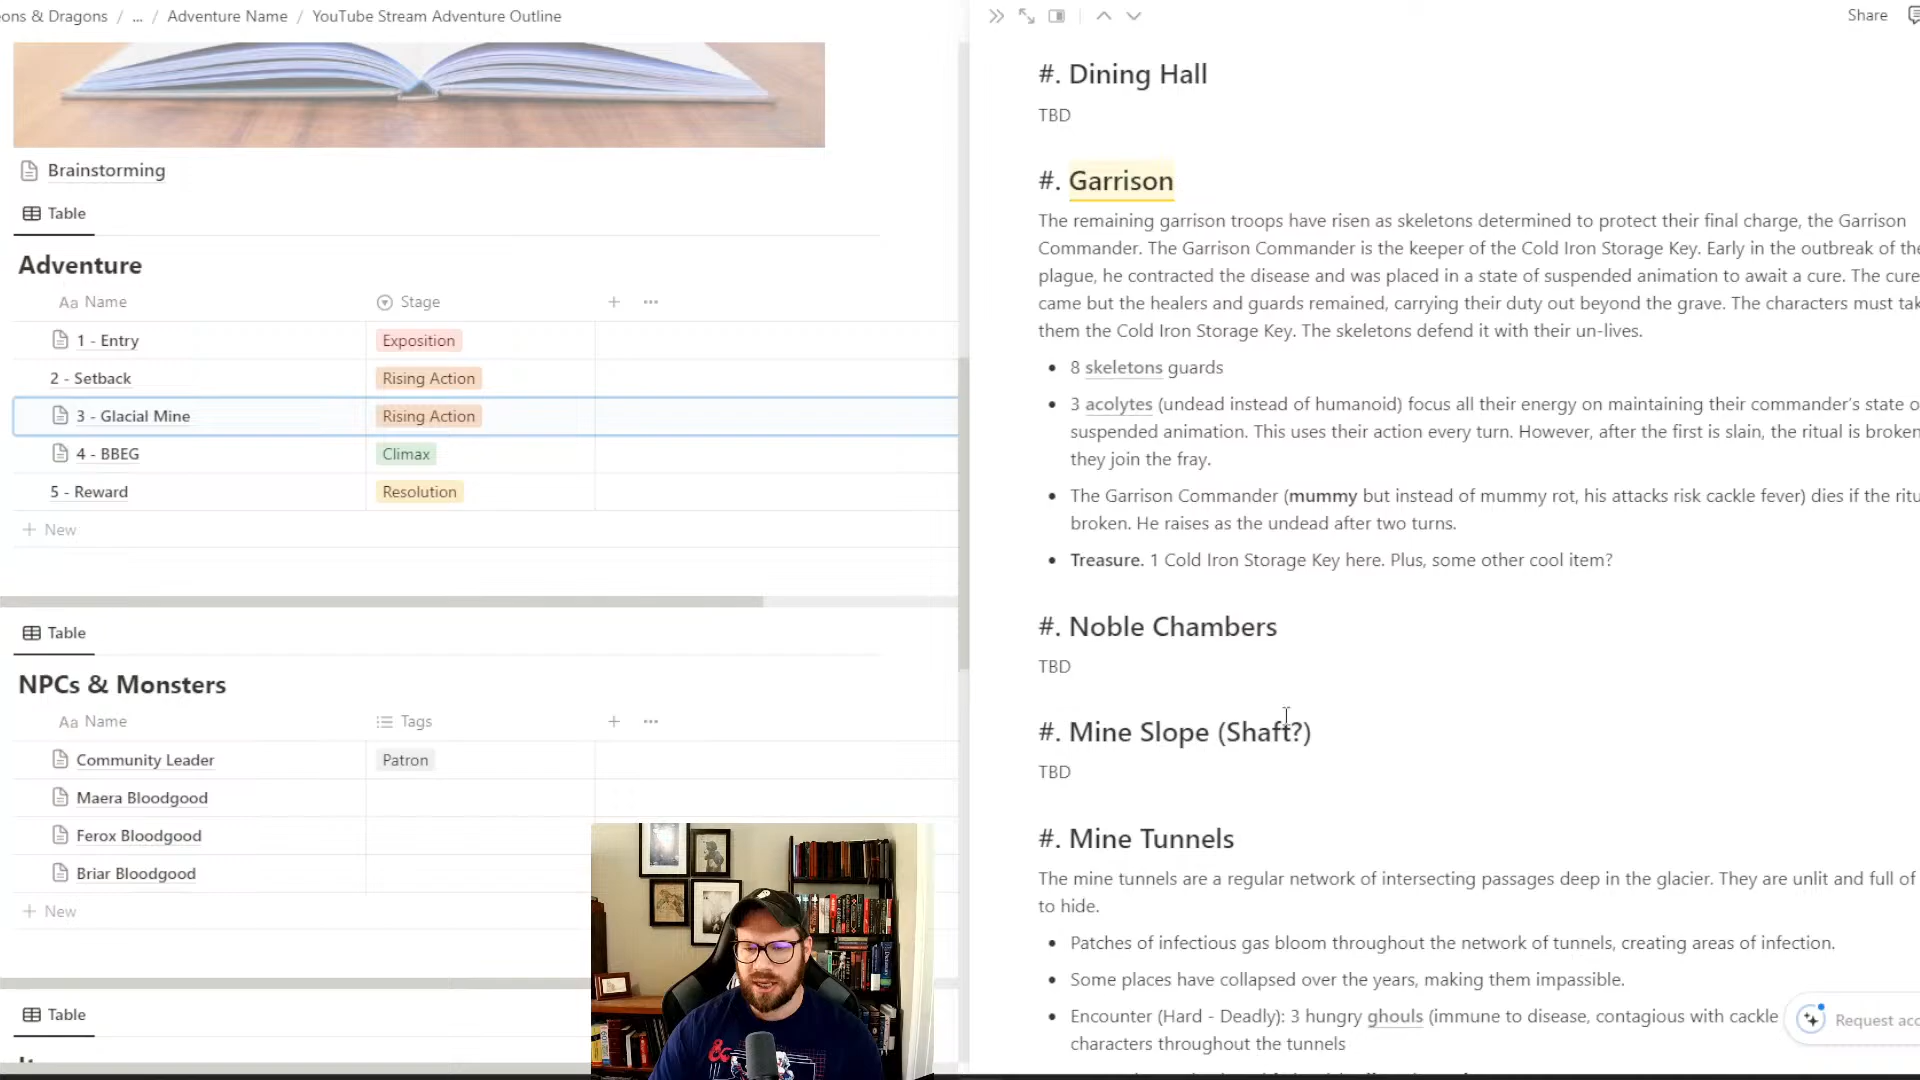 ons & Dragons / ... / Adventure Name / YouTube Stream Adventure Outline
Brainstorming
Table
Adventure
Aa Name Stage + ...
1 - Entry Exposition
2 - Setback Rising Action
3 - Glacial Mine Rising Action
4 - BBEG Climax
5 - Reward Resolution
+ New
Table
NPCs & Monsters
Aa Name Tags + ...
Community Leader Patron
Maera Bloodgood
Ferox Bloodgood
Briar Bloodgood
+ New
Table
Share
#. Dining Hall
TBD
#. Garrison
The remaining garrison troops have risen as skeletons determined to protect their final charge, the Garrison
Commander. The Garrison Commander is the keeper of the Cold Iron Storage Key. Early in the outbreak of the
plague, he contracted the disease and was placed in a state of suspended animation to await a cure. The cure
came but the healers and guards remained, carrying their duty out beyond the grave. The characters must tak
them the Cold Iron Storage Key. The skeletons defend it with their un-lives.
• 8 skeletons guards
• 3 acolytes (undead instead of humanoid) focus all their energy on maintaining their commander's state o
suspended animation. This uses their action every turn. However, after the first is slain, the ritual is broken
they join the fray.
• The Garrison Commander (mummy but instead of mummy rot, his attacks risk cackle fever) dies if the ritu
broken. He raises as the undead after two turns.
• Treasure. 1 Cold Iron Storage Key here. Plus, some other cool item?
#. Noble Chambers
TBD
#. Mine Slope (Shaft?)
TBD
#. Mine Tunnels
The mine tunnels are a regular network of intersecting passages deep in the glacier. They are unlit and full of
to hide.
• Patches of infectious gas bloom throughout the network of tunnels, creating areas of infection.
• Some places have collapsed over the years, making them impassible.
• Encounter (Hard - Deadly): 3 hungry ghouls (immune to disease, contagious with cackle
characters throughout the tunnels
Request acc